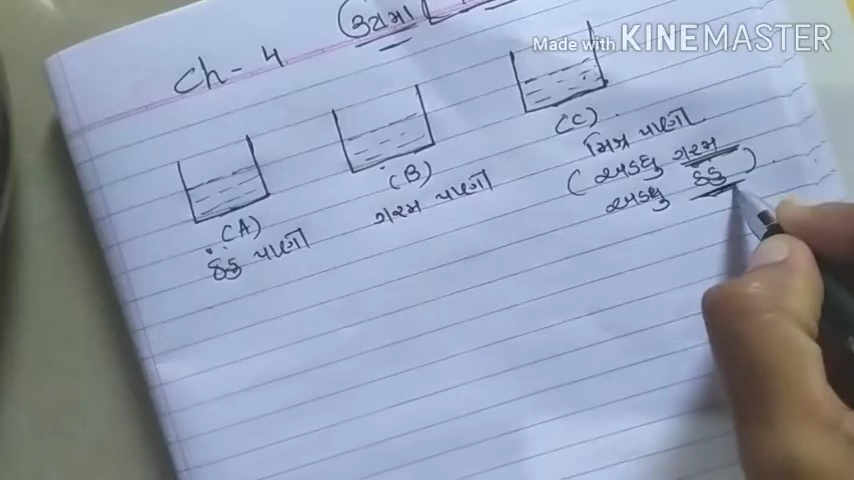 Made with KINEMASTER
Ch - 4
ઉષ્મા
(A)
ઠંડુ પાણી
(B)
ગરમ પાણી
(C)
મિશ્ર પાણી
( અડધુ ગરમ
અડધુ ઠંડુ )